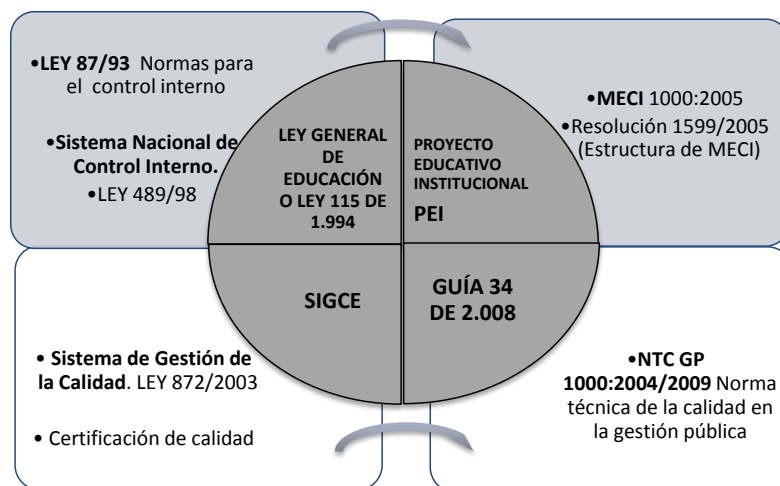 •LEY 87/93 Normas para
el control interno
•Sistema Nacional de
Control Interno.
•LEY 489/98
LEY GENERAL
DE
EDUCACIÓN
O LEY 115 DE
1.994
PROYECTO
EDUCATIVO
INSTITUCIONAL
PEI
•MECI 1000:2005
•Resolución 1599/2005
(Estructura de MECI)
SIGCE
GUÍA 34
DE 2.008
• Sistema de Gestión de
la Calidad. LEY 872/2003
• Certificación de calidad
•NTC GP
1000:2004/2009 Norma
técnica de la calidad en
la gestión pública